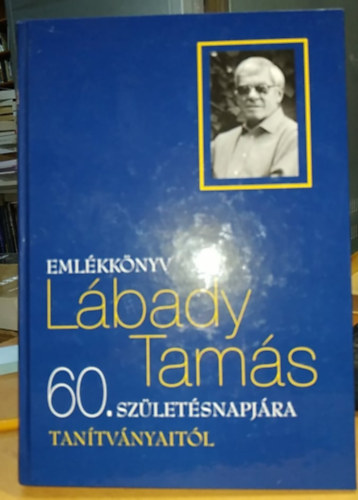 EMLÉKKÖNYV
Lábady
Tamás
60. SZÜLETÉSNAPJÁRA
TANÍTVÁNYAITÓL